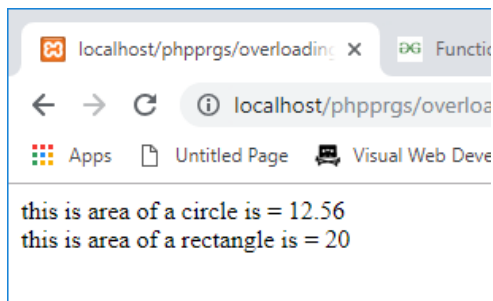 localhost/phpprgs/overloading
Functio
localhost/phpprgs/overloa
Apps Untitled Page Visual Web Deve
this is area of a circle is = 12.56
this is area of a rectangle is = 20